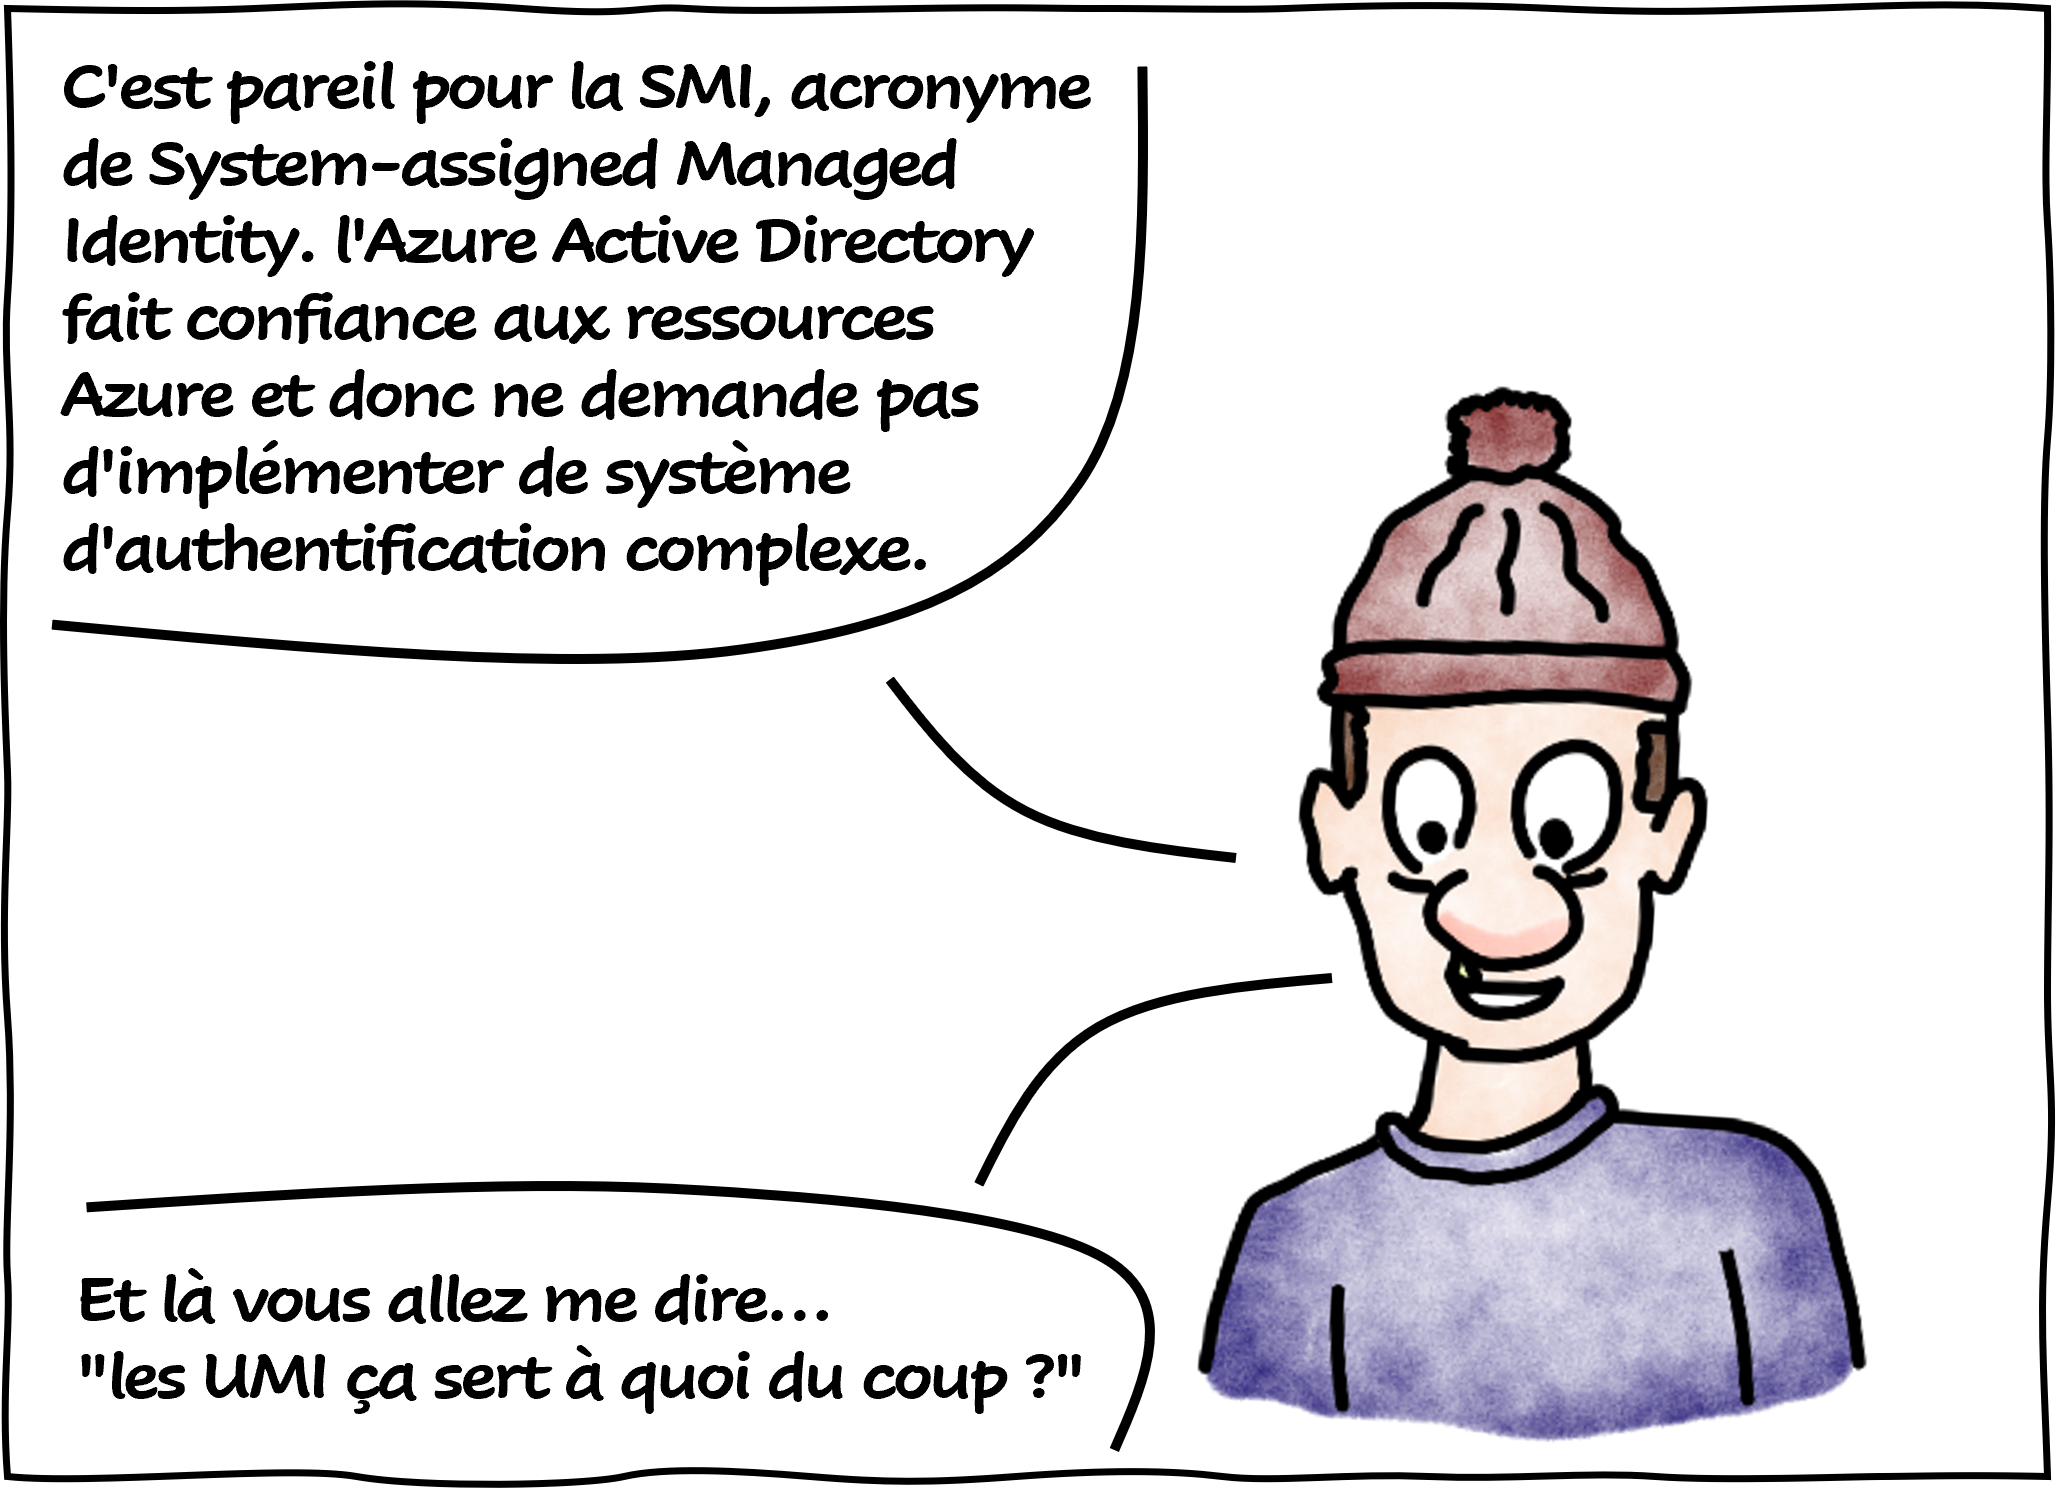 C'est pareil pour la SMI, acronyme
de System-assigned Managed
Identity. l'Azure Active Directory
fait confiance aux ressources
Azure et donc ne demande pas
d'implémenter de système
d'authentification complexe.
Et là vous allez me dire...
"les UMI ça sert à quoi du coup ?"